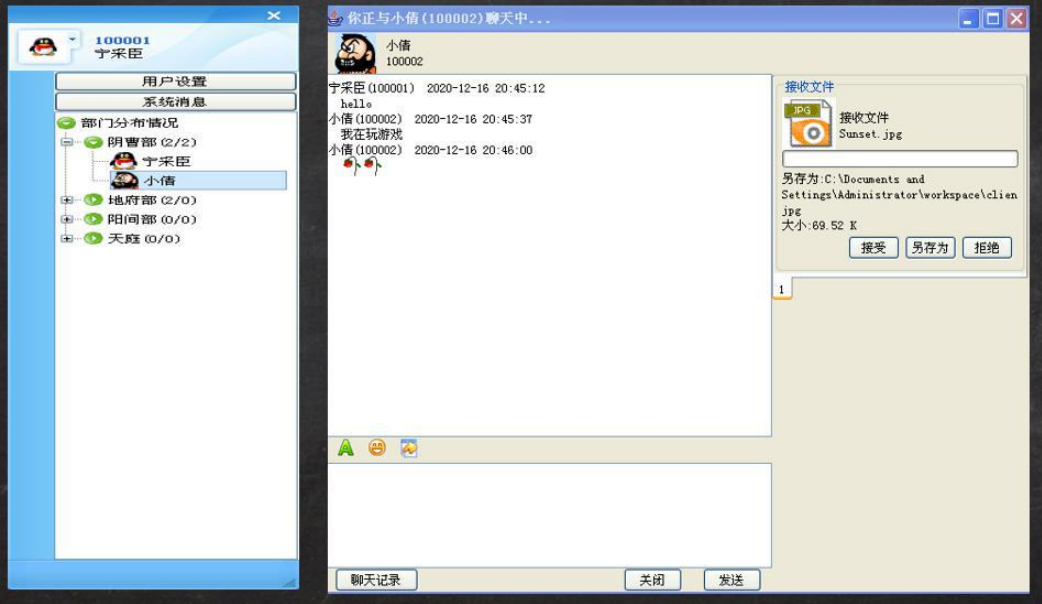 100001
宁采臣
用户设置
系统消息
部门分布情况
阴曹部(2/2)
宁采臣
小倩
地府部(2/0)
阳间部(0/0)
天庭(0/0)
你正与小倩(100002)聊天中...
小倩
100002
宁采臣(100001) 2020-12-16 20:45:12
hello
小倩(100002) 2020-12-16 20:45:37
我在玩游戏
小倩(100002) 2020-12-16 20:46:00
接收文件
JPG
接收文件
Sunset.jpg
另存为:C:\Documents and
Settings\Administrator\workspace\clien
jpg
大小:69.52 K
接受 另存为 拒绝
1
A
聊天记录 关闭 发送